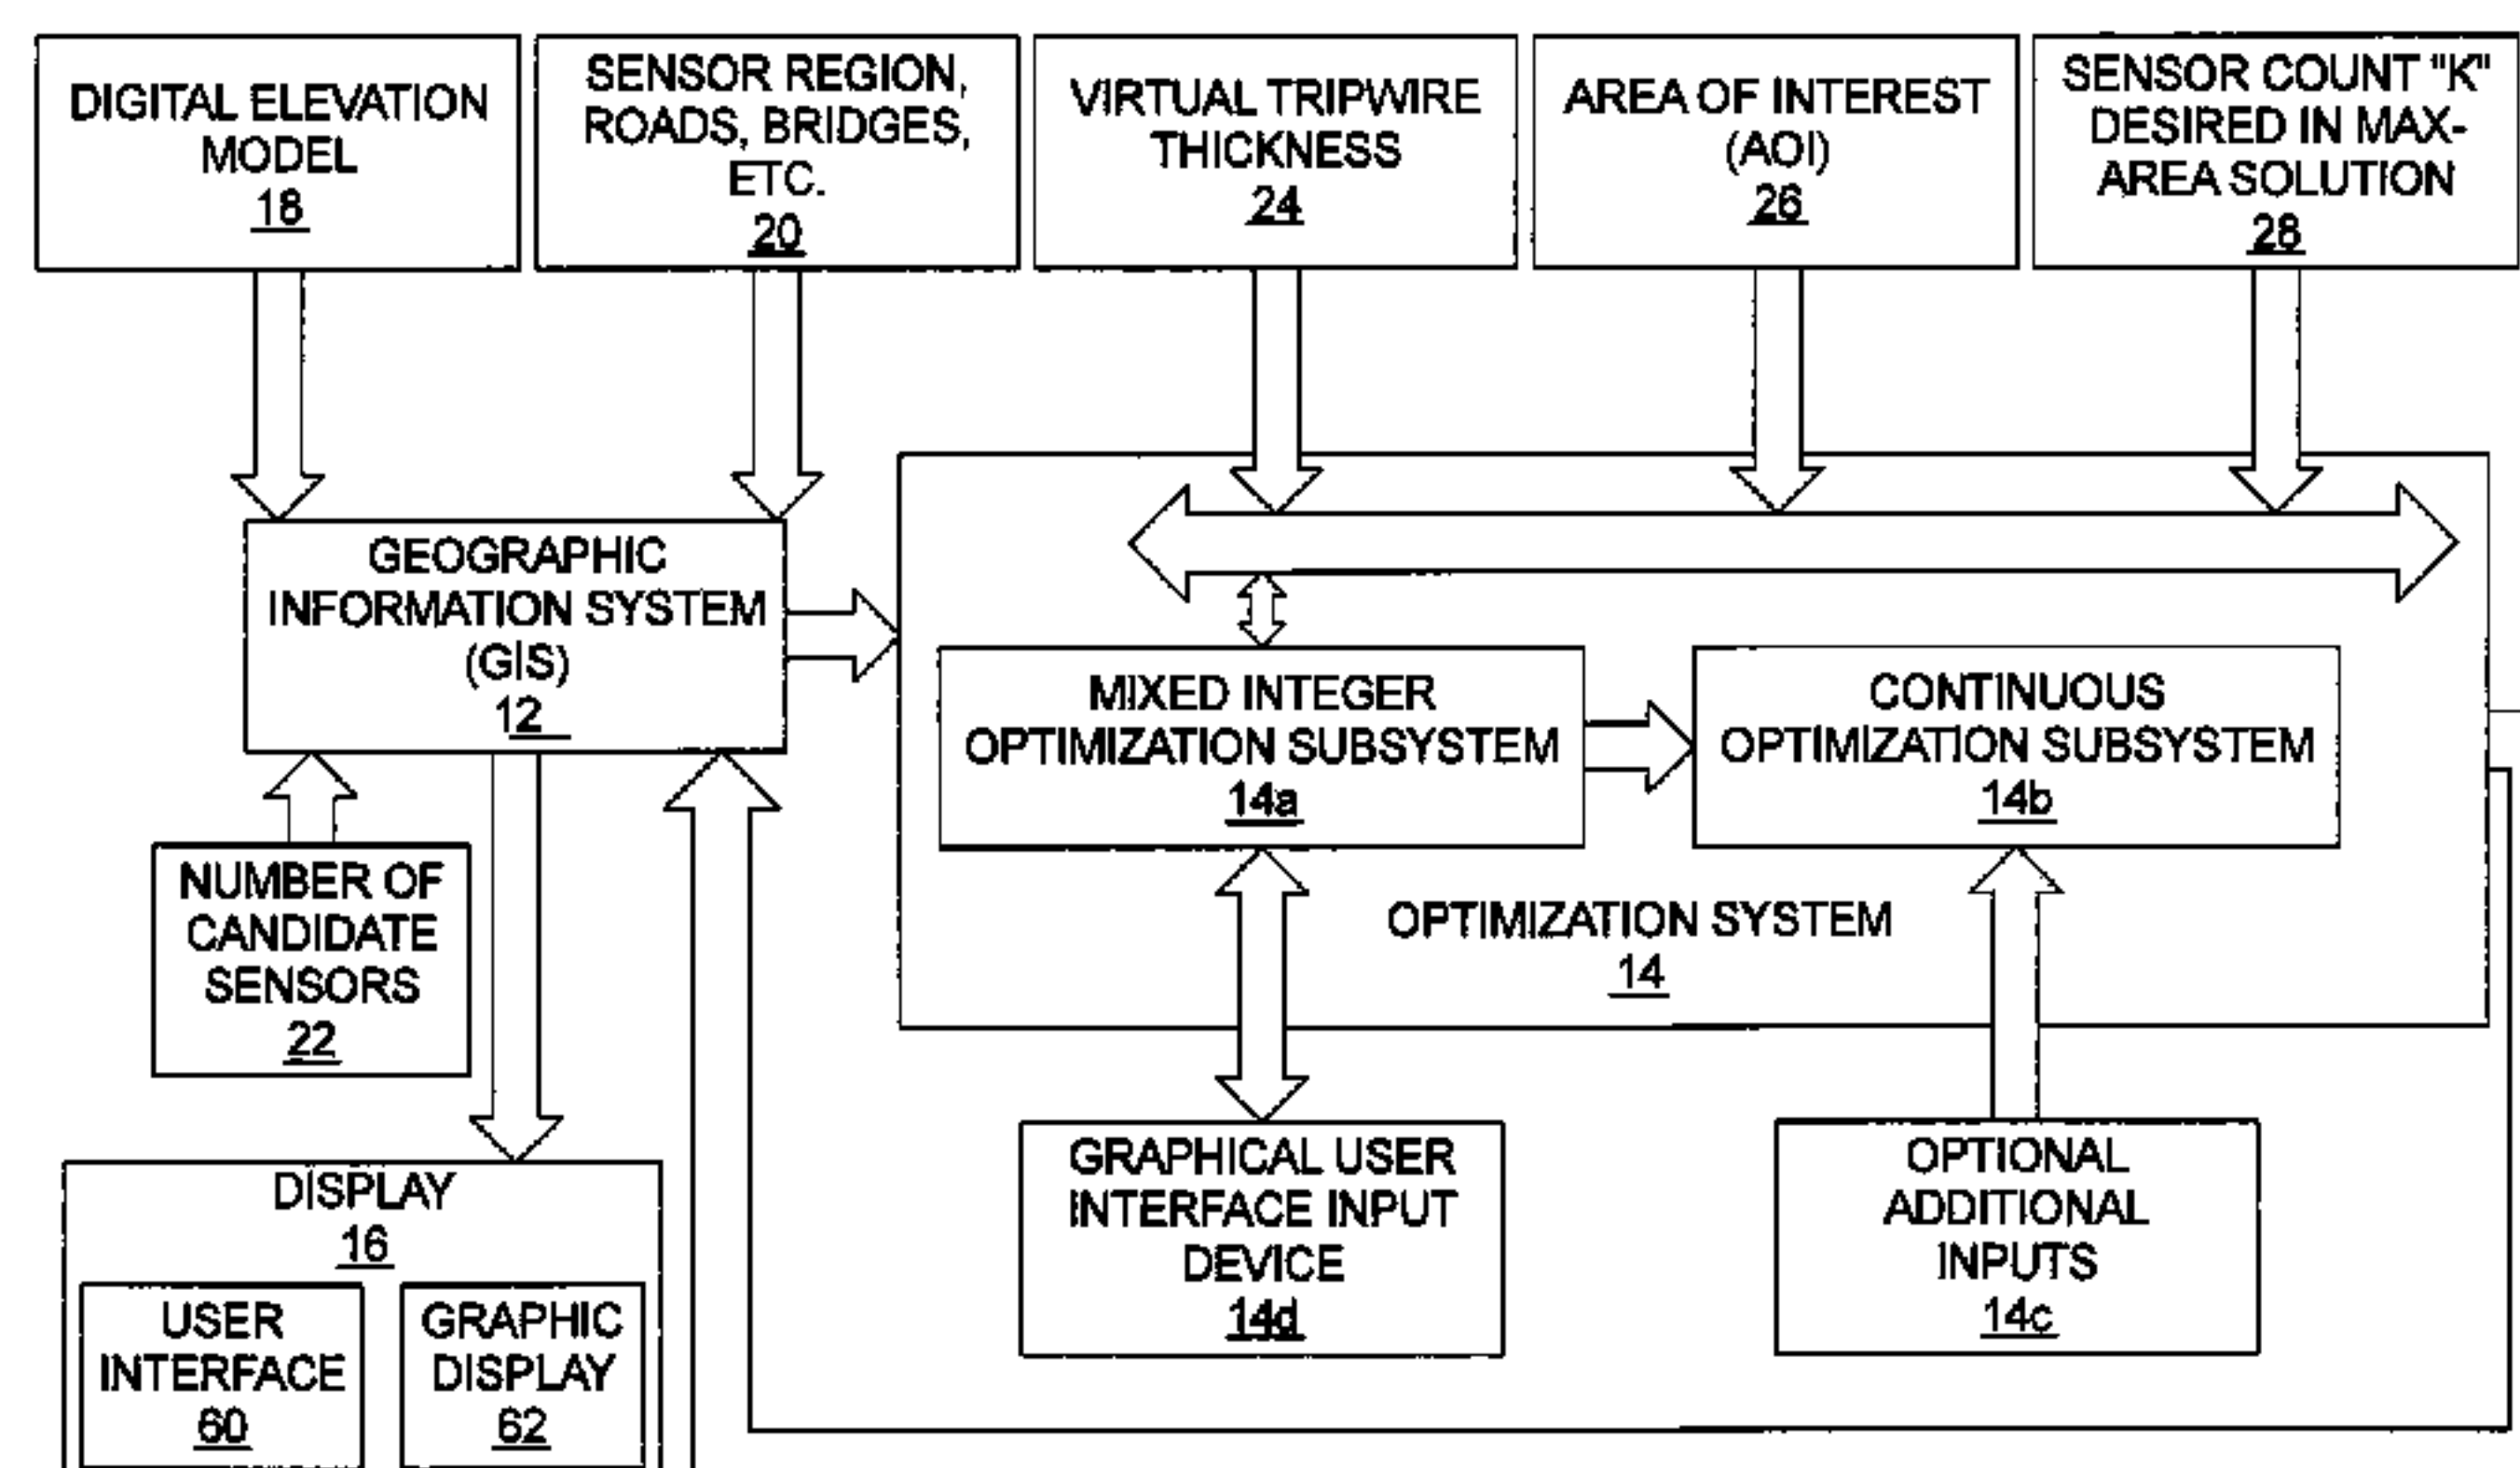 DIGITAL ELEVATION
MODEL
18
SENSOR REGION,
ROADS, BRIDGES,
ETC.
20
VIRTUAL TRIPWIRE
THICKNESS
24
AREA OF INTEREST
(AOI)
26
SENSOR COUNT "K"
DESIRED IN MAX-
AREA SOLUTION
28
GEOGRAPHIC
INFORMATION SYSTEM
(GIS)
12
MIXED INTEGER
OPTIMIZATION SUBSYSTEM
14a
CONTINUOUS
OPTIMIZATION SUBSYSTEM
14b
OPTIMIZATION SYSTEM
14
NUMBER OF
CANDIDATE
SENSORS
22
DISPLAY
16
USER
INTERFACE
60
GRAPHIC
DISPLAY
62
GRAPHICAL USER
INTERFACE INPUT
DEVICE
14d
OPTIONAL
ADDITIONAL
INPUTS
14c